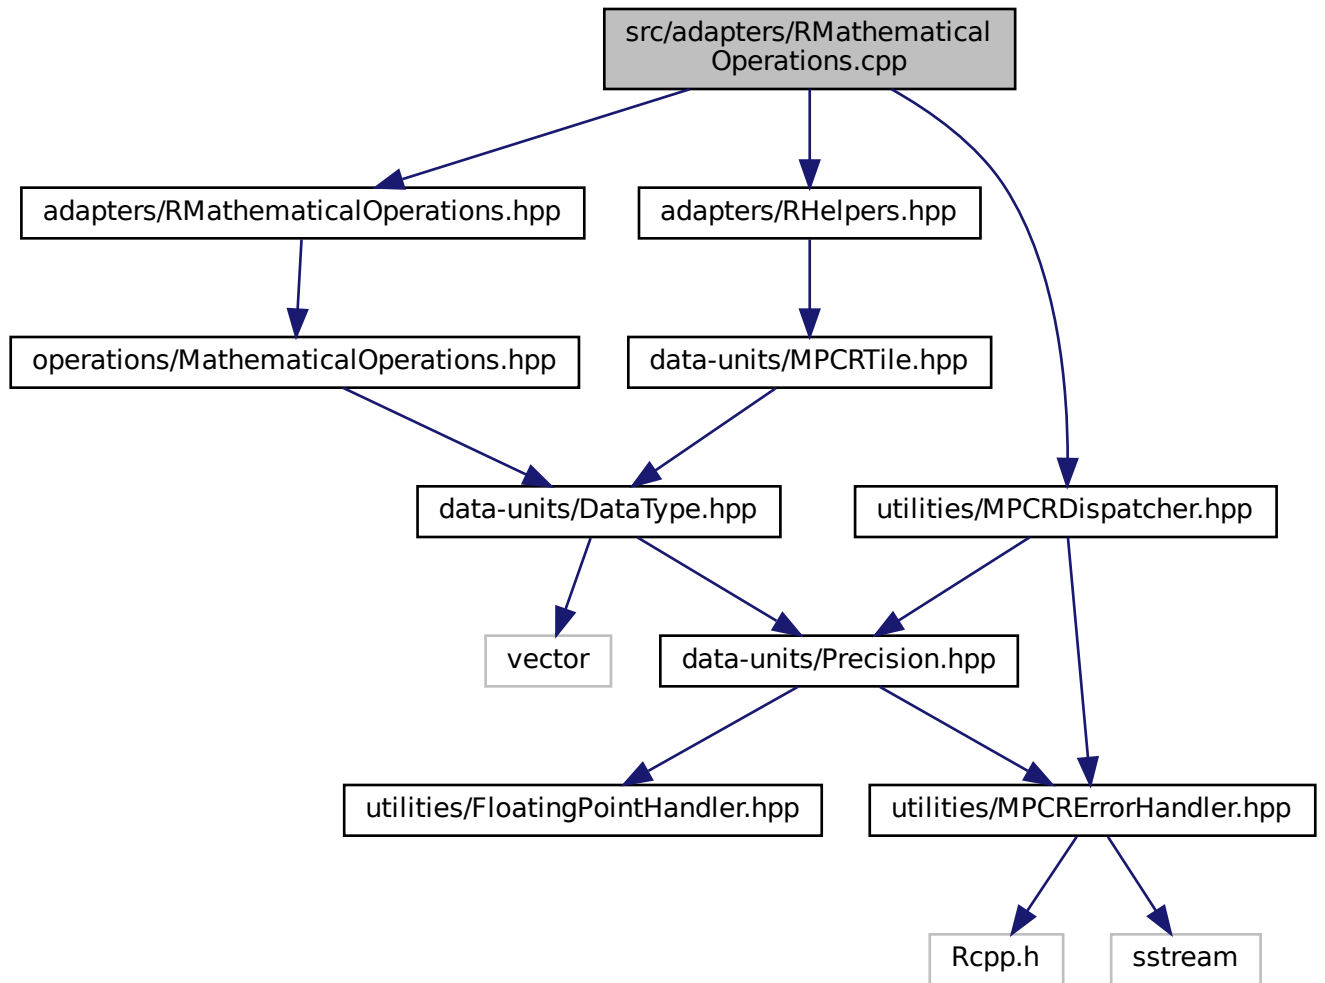 src/adapters/RMathematical
Operations.cpp
adapters/RMathematicalOperations.hpp
adapters/RHelpers.hpp
operations/MathematicalOperations.hpp
data-units/MPCRTile.hpp
data-units/DataType.hpp
utilities/MPCRDispatcher.hpp
vector
data-units/Precision.hpp
utilities/FloatingPointHandler.hpp
utilities/MPCRErrorHandler.hpp
Rcpp.h
sstream